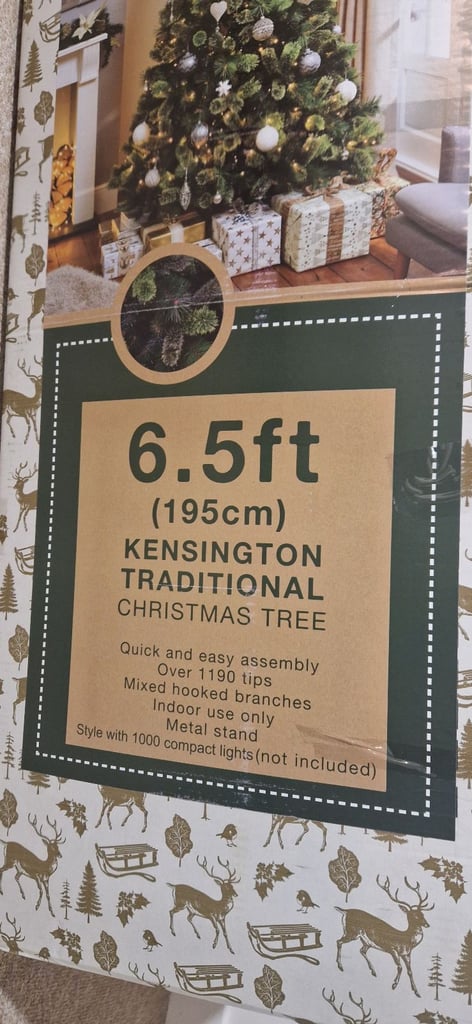 6.5ft
(195cm)
KENSINGTON
TRADITIONAL
CHRISTMAS TREE
Quick and easy assembly
Over 1190 tips
Mixed hooked branches
Indoor use only
Metal stand
Style with 1000 compact lights (not included)